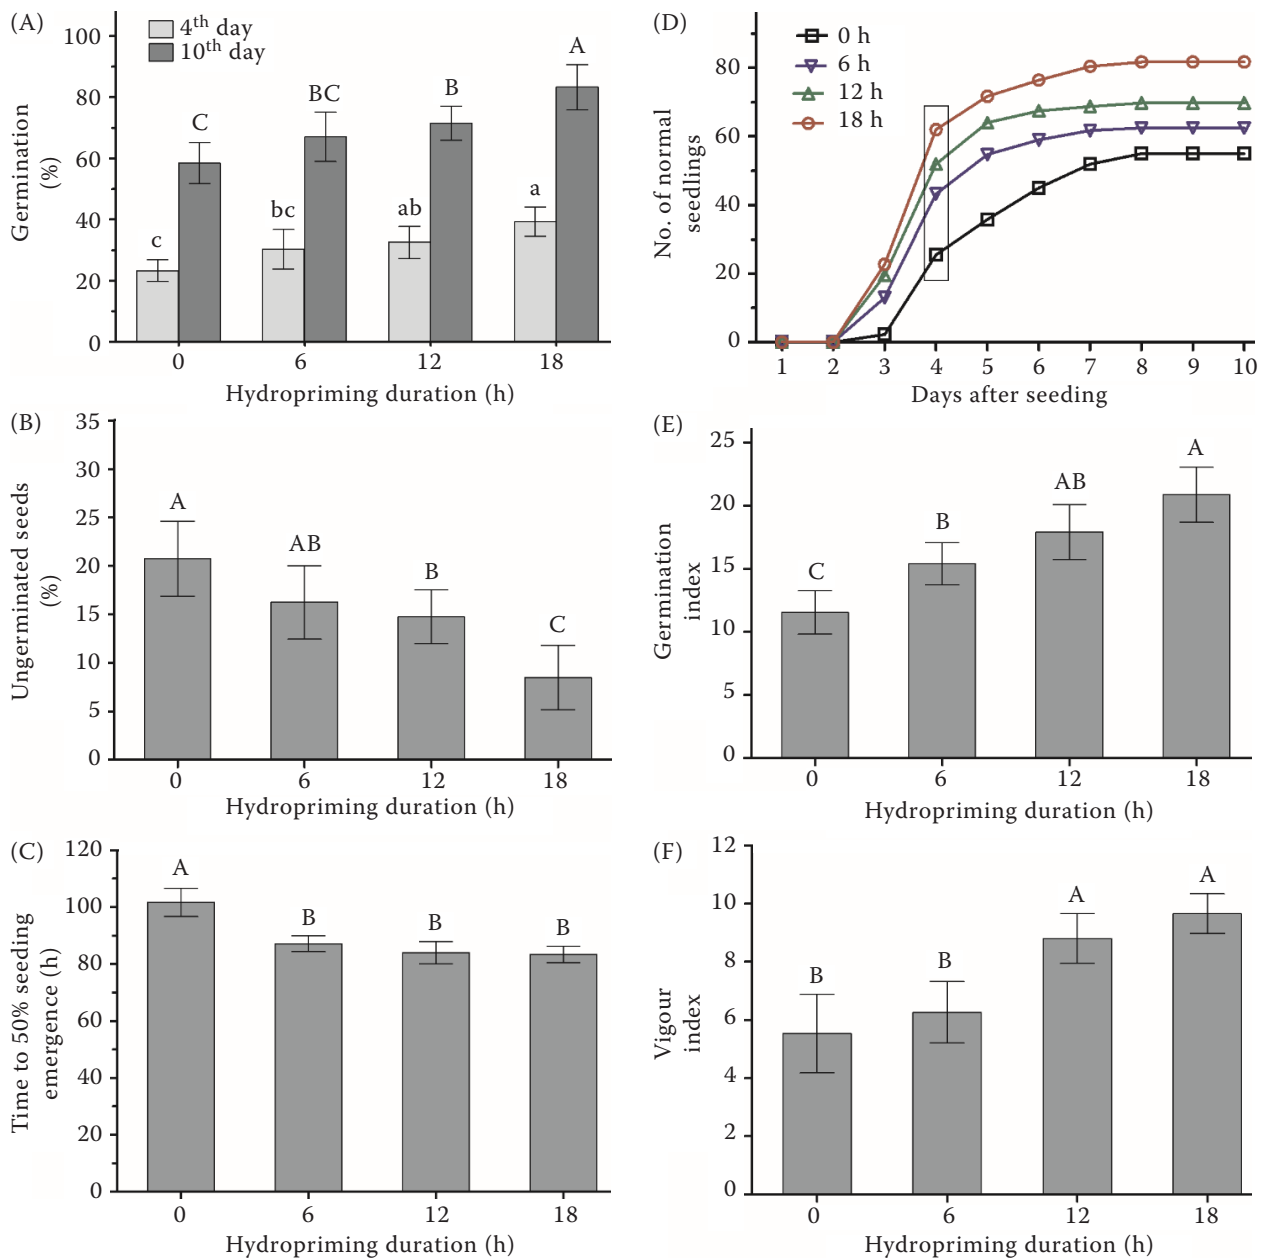 (A)
4th day
10th day
100
80
60
40
20
0
Germination
(%)
c
C
bc
BC
ab
B
a
A
0 6 12 18
Hydropriming duration (h)
(B)
35
30
25
20
15
10
5
0
Ungerminated seeds
(%)
A
AB
B
C
0 6 12 18
Hydropriming duration (h)
(C)
120
100
80
60
40
20
0
Time to 50% seeding
emergence (h)
A
B
B
B
0 6 12 18
Hydropriming duration (h)
(D)
0 h
6 h
12 h
18 h
80
60
40
20
0
No. of normal
seedlings
1 2 3 4 5 6 7 8 9 10
Days after seeding
(E)
25
20
15
10
5
0
Germination
index
C
B
AB
A
0 6 12 18
Hydropriming duration (h)
(F)
12
10
8
6
4
2
0
Vigour
index
B
B
A
A
0 6 12 18
Hydropriming duration (h)